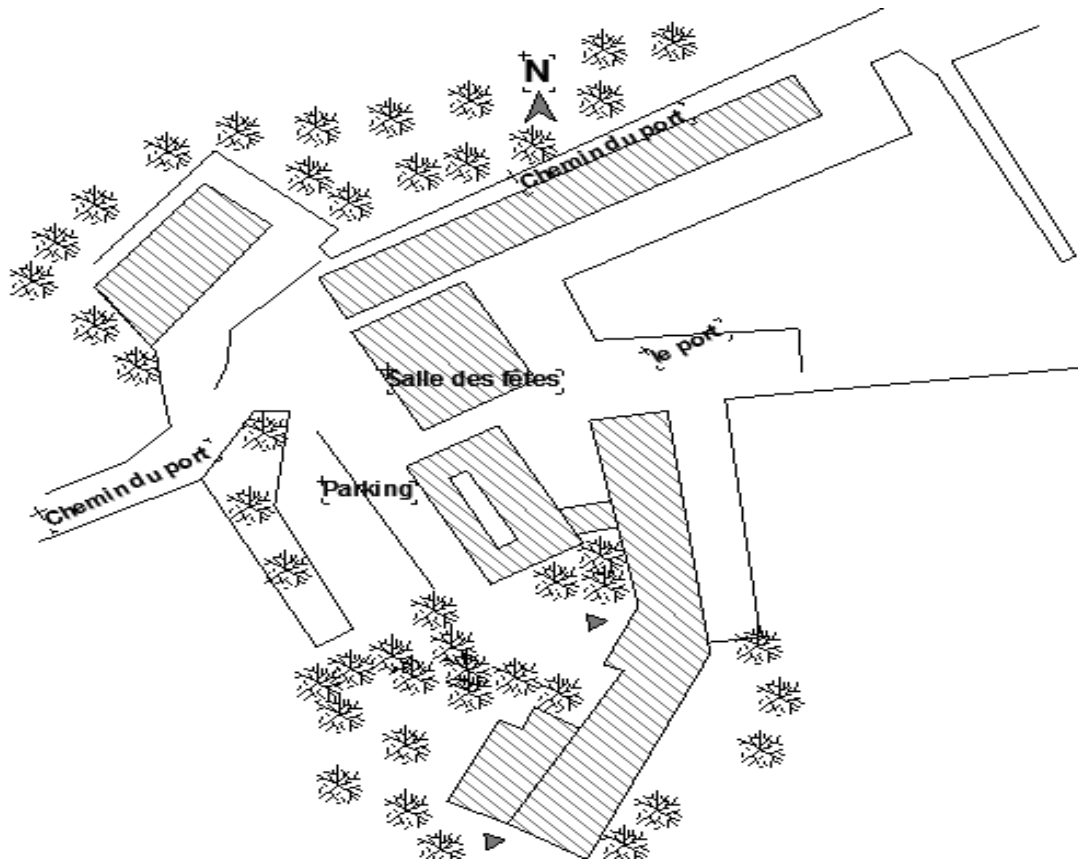 N
Chemin du port
le port
Salle des fêtes
Chemin du port
Parking